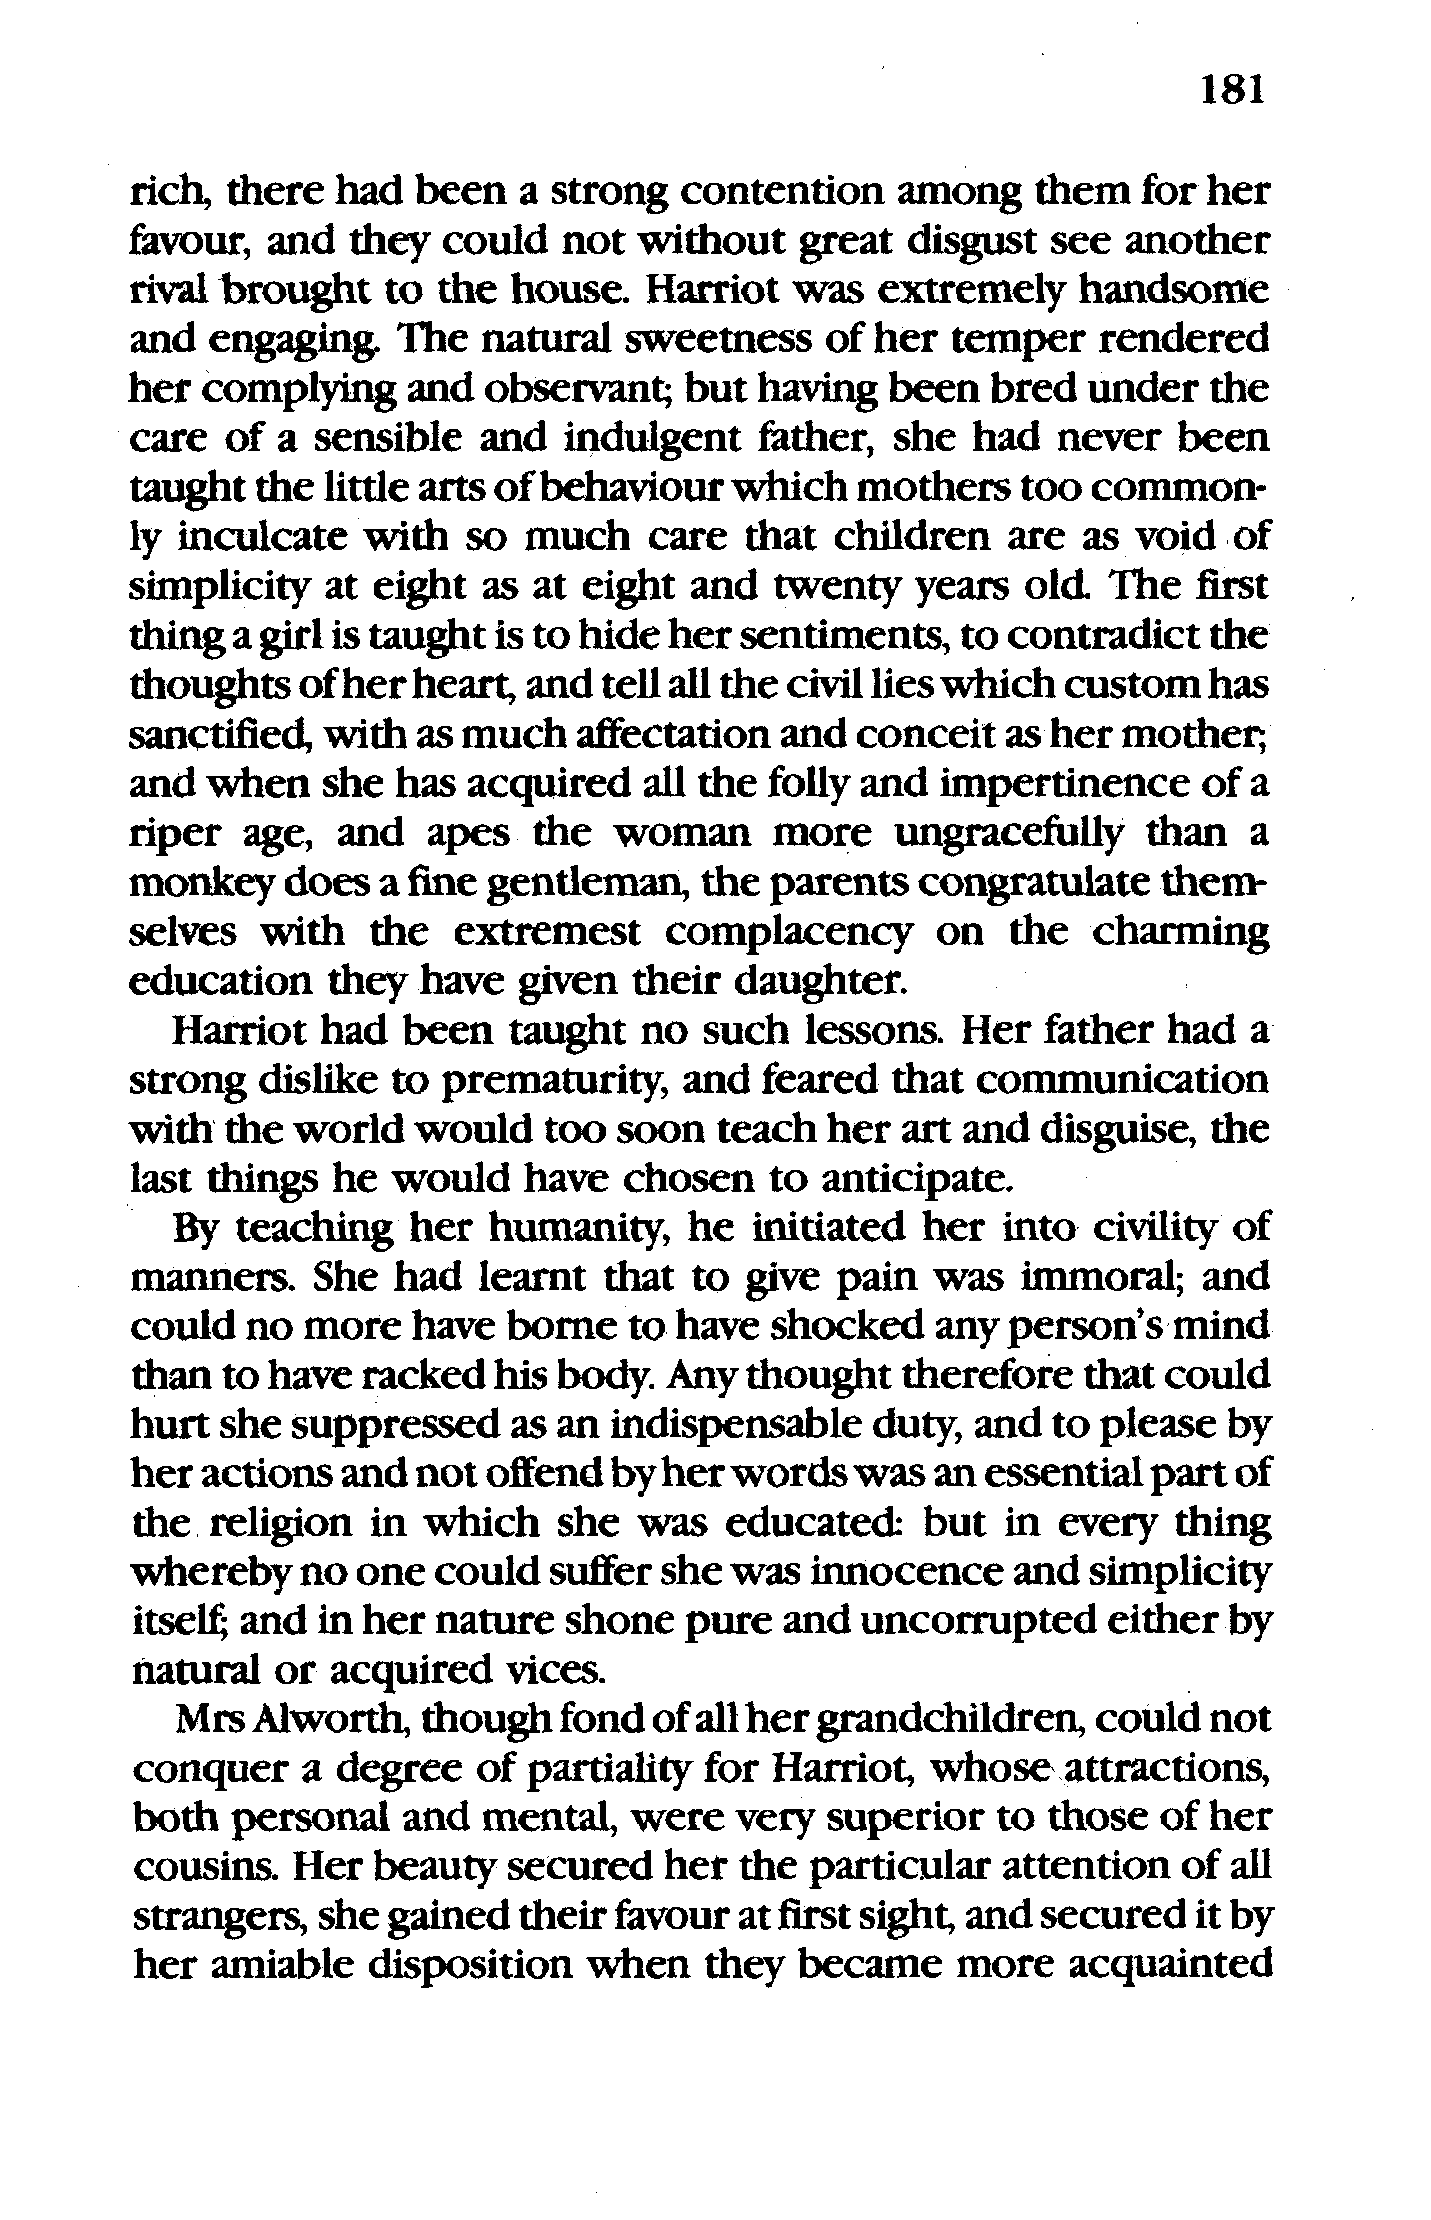 181
rich, there had been a strong contention among them for her
favour, and they could not without great disgust see another
rival brought to the house. Harriot was extremely handsome
and engaging. The natural sweetness of her temper rendered
her complying and observant; but having been bred under the
care of a sensible and indulgent father, she had never been
taught the little arts of behaviour which mothers too common-
ly inculcate with so much care that children are as void of
simplicity at eight as at eight and twenty years old. The first
thing a girl is taught is to hide her sentiments, to contradict the
thoughts of her heart, and tell all the civil lies which custom has
sanctified, with as much affectation and conceit as her mother;
and when she has acquired all the folly and impertinence of a
riper age, and apes the woman more ungracefully than a
monkey does a fine gentleman, the parents congratulate them-
selves with the extremest complacency on the charming
education they have given their daughter.
Harriot had been taught no such lessons. Her father had a
strong dislike to prematurity, and feared that communication
with the world would too soon teach her art and disguise, the
last things he would have chosen to anticipate.
By teaching her humanity, he initiated her into civility of
manners. She had learnt that to give pain was immoral; and
could no more have borne to have shocked any person's mind
than to have racked his body. Any thought therefore that could
hurt she suppressed as an indispensable duty, and to please by
her actions and not offend by her words was an essential part of
the religion in which she was educated: but in every thing
whereby no one could suffer she was innocence and simplicity
itself; and in her nature shone pure and uncorrupted either by
natural or acquired vices.
Mrs Alworth, though fond of all her grandchildren, could not
conquer a degree of partiality for Harriot, whose attractions,
both personal and mental, were very superior to those of her
cousins. Her beauty secured her the particular attention of all
strangers, she gained their favour at first sight, and secured it by
her amiable disposition when they became more acquainted